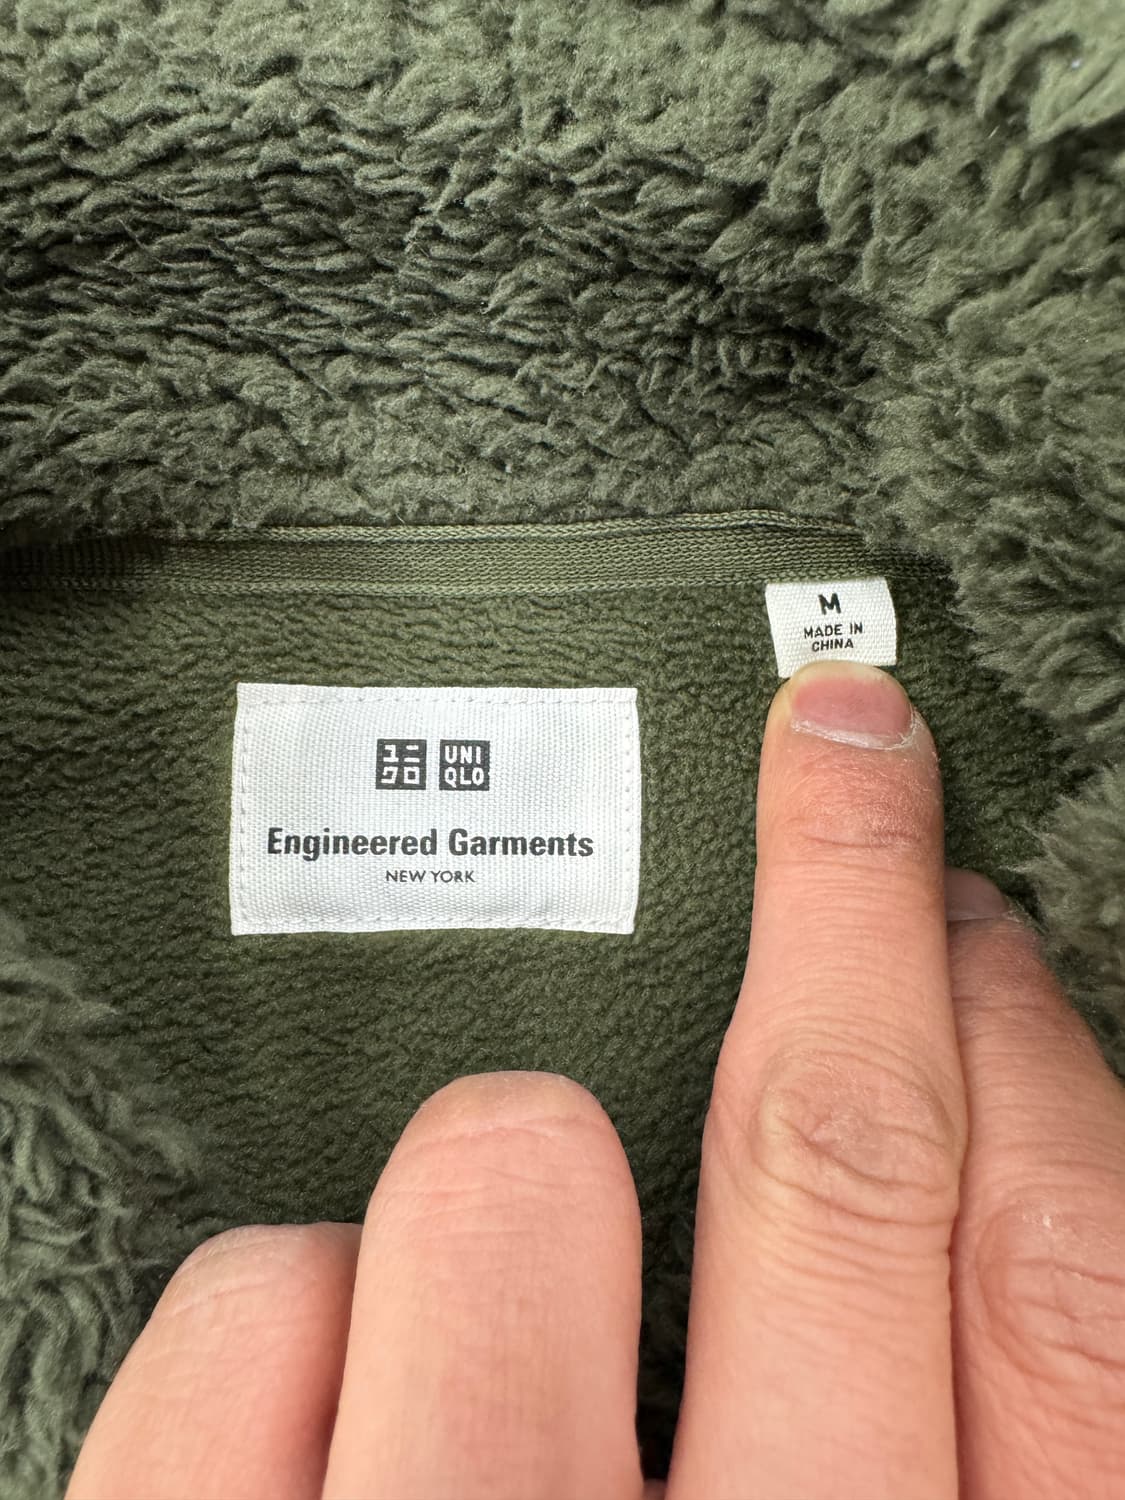 M
MADE IN
CHINA
ユニ
クロ
UNI
QLO
Engineered Garments
NEW YORK